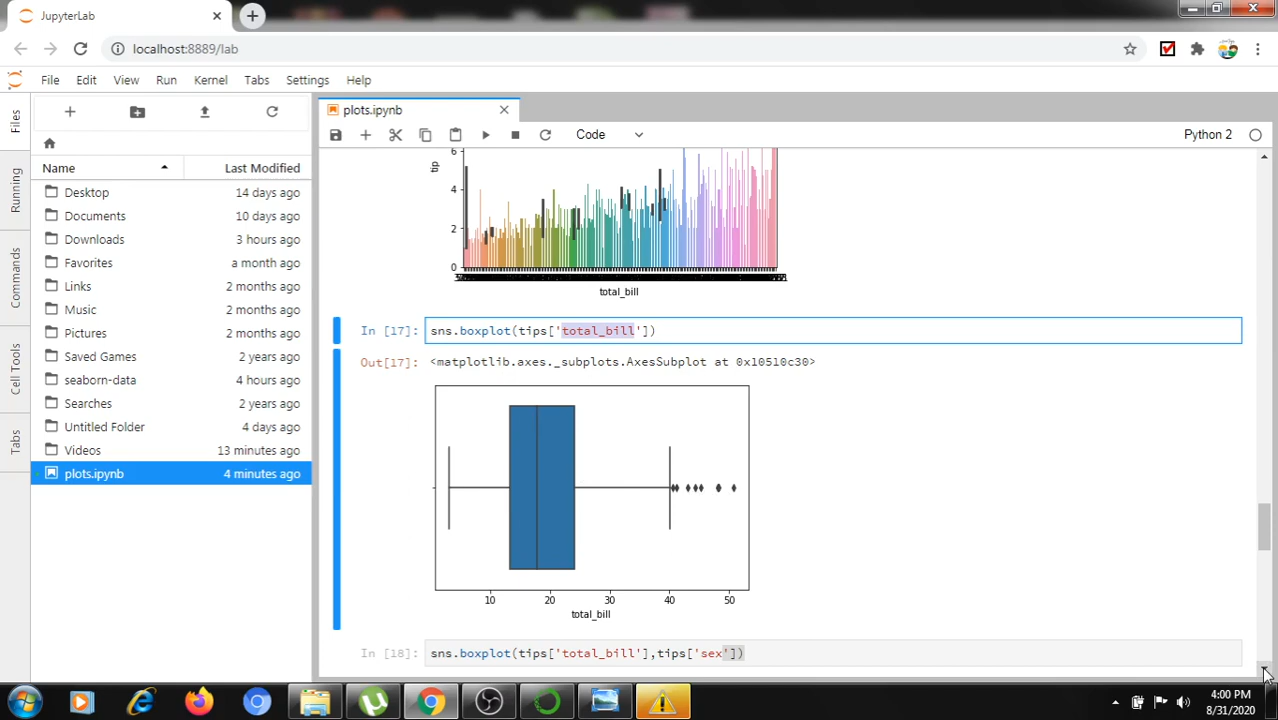 JupyterLab
localhost:8889/lab
File Edit View Run Kernel Tabs Settings Help
plots.ipynb
Code
Python 2
Files
Running
Commands
Cell Tools
Tabs
Name Last Modified
Desktop 14 days ago
Documents 10 days ago
Downloads 3 hours ago
Favorites a month ago
Links 2 months ago
Music 2 months ago
Pictures 2 months ago
Saved Games 2 years ago
seaborn-data 4 hours ago
Searches 2 years ago
Untitled Folder 4 days ago
Videos 13 minutes ago
plots.ipynb 4 minutes ago
tip
6
4
2
0
total_bill
In [17]: sns.boxplot(tips['total_bill'])
Out[17]: <matplotlib.axes._subplots.AxesSubplot at 0x10510c30>
10 20 30 40 50
total_bill
In [18]: sns.boxplot(tips['total_bill'],tips['sex'])
4:00 PM
8/31/2020